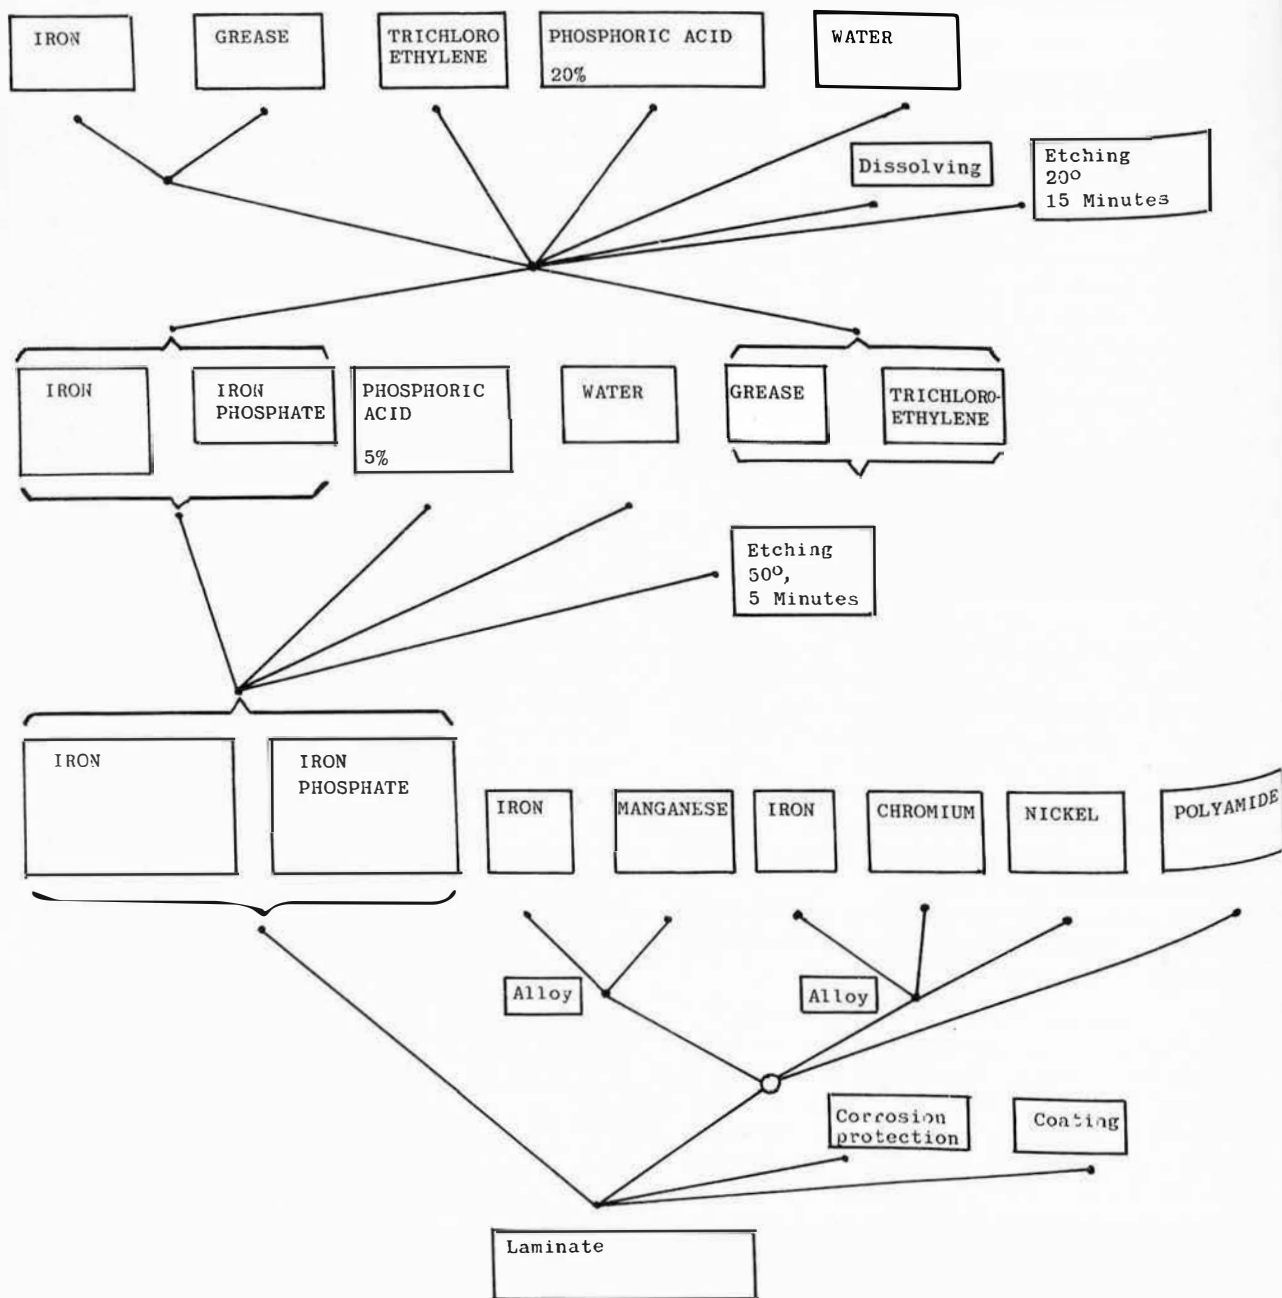 IRON
GREASE
TRICHLORO
ETHYLENE
PHOSPHORIC ACID
20%
WATER
Dissolving
Etching
20º
15 Minutes
IRON
IRON
PHOSPHATE
PHOSPHORIC
ACID
5%
WATER
GREASE
TRICHLORO-
ETHYLENE
Etching
50º,
5 Minutes
IRON
IRON
PHOSPHATE
IRON
MANGANESE
IRON
CHROMIUM
NICKEL
POLYAMIDE
Alloy
Alloy
Corrosion
protection
Coating
Laminate